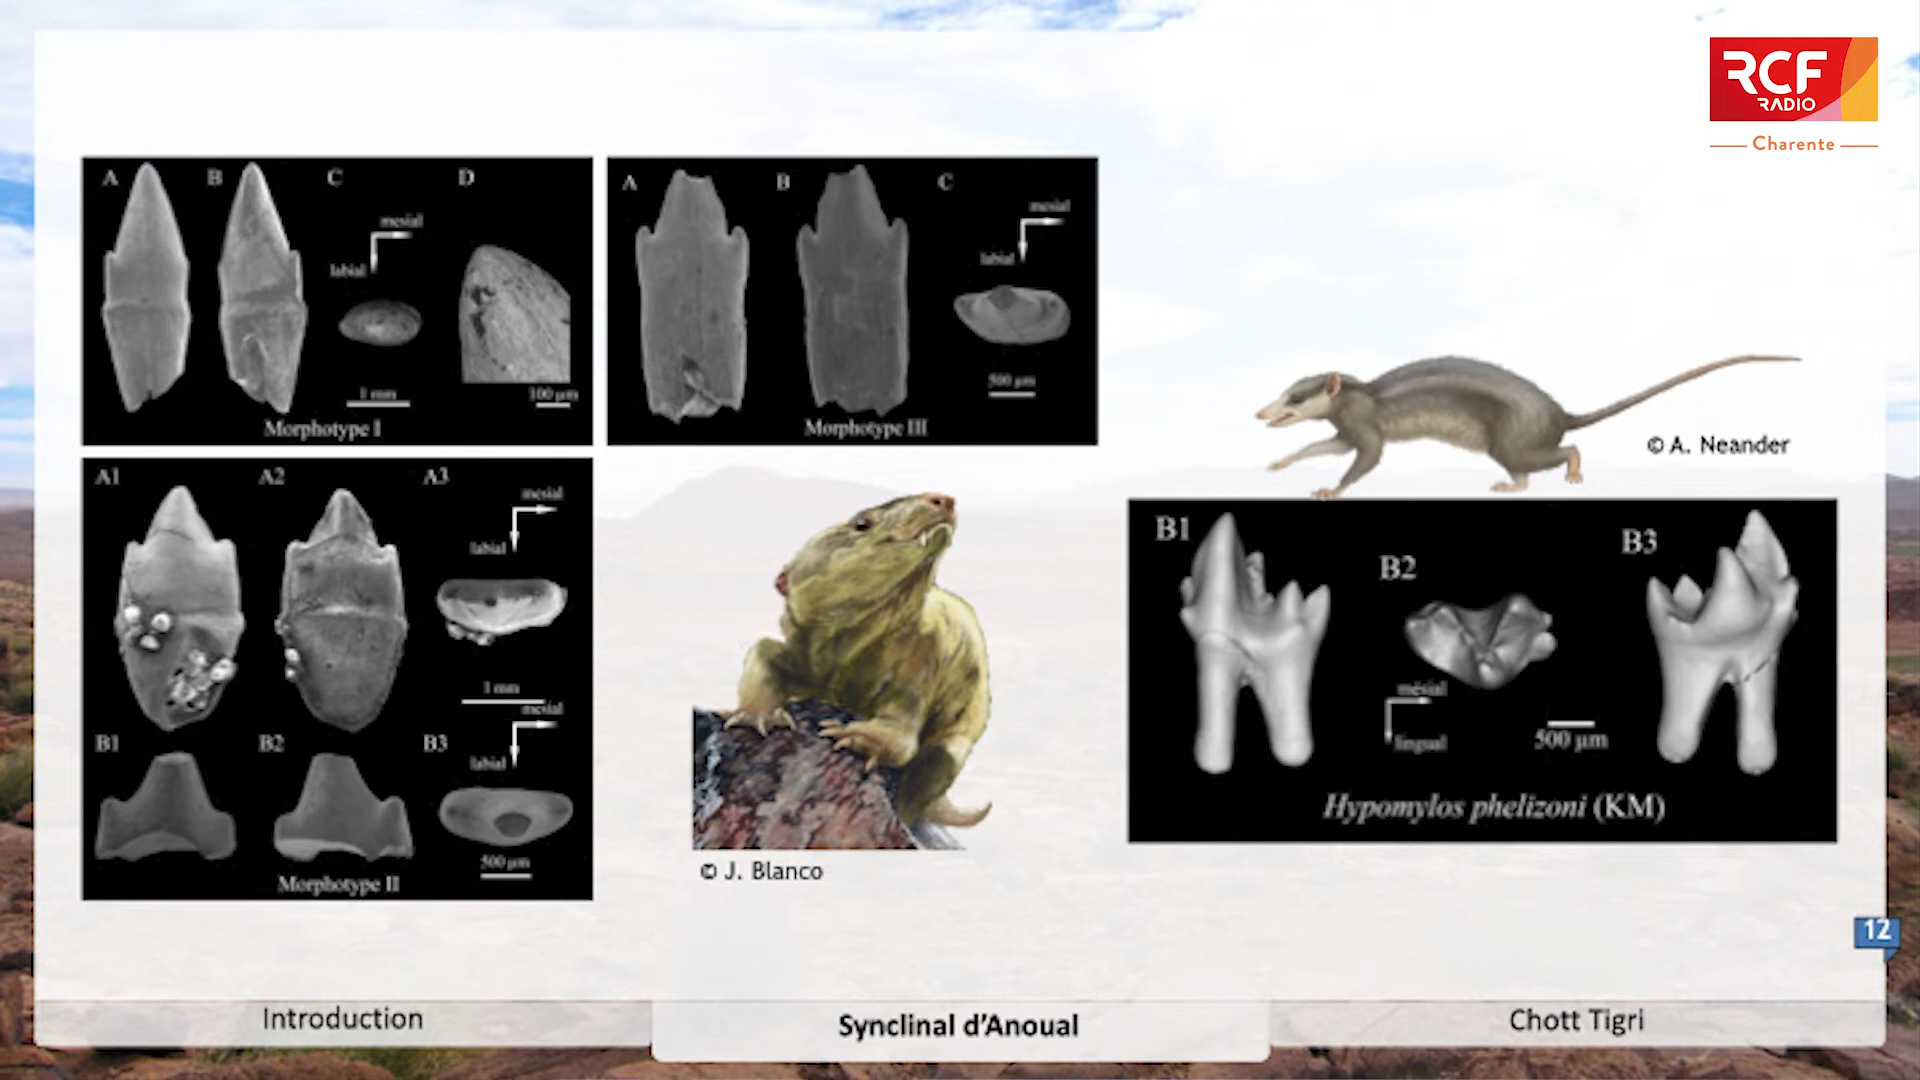 RCF
RADIO
Charente
A B C D
mesial
labial
1 mm
100 µm
Morphotype I
A B C
mesial
labial
500 µm
Morphotype III
A1 A2 A3
mesial
labial
1 mm
mesial
B1 B2 B3
labial
500 µm
Morphotype II
© J. Blanco
© A. Neander
B1
B2
B3
mésial
lingual
500 µm
Hypomylos phelizoni (KM)
12
Introduction
Synclinal d'Anoual
Chott Tigri